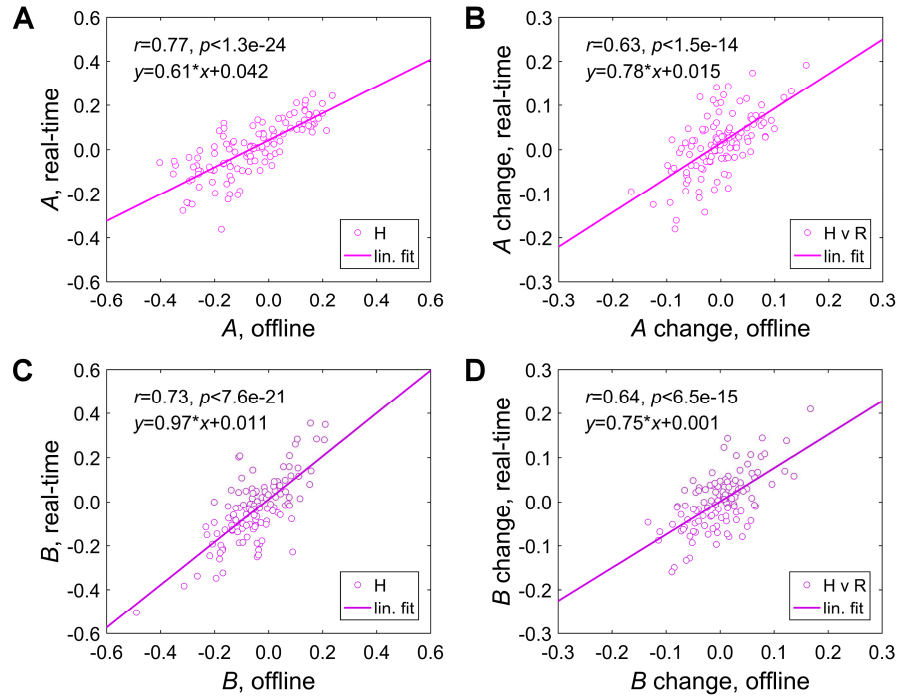 A
r=0.77, p<1.3e-24
y=0.61*x+0.042
0.6
0.4
0.2
0.0
-0.2
-0.4
-0.6
A, real-time
H
lin. fit
-0.6 -0.4 -0.2 0.0 0.2 0.4 0.6
A, offline
B
r=0.63, p<1.5e-14
y=0.78*x+0.015
0.3
0.2
0.1
0.0
-0.1
-0.2
-0.3
A change, real-time
H v R
lin. fit
-0.3 -0.2 -0.1 0.0 0.1 0.2 0.3
A change, offline
C
r=0.73, p<7.6e-21
y=0.97*x+0.011
0.6
0.4
0.2
0.0
-0.2
-0.4
-0.6
B, real-time
H
lin. fit
-0.6 -0.4 -0.2 0.0 0.2 0.4 0.6
B, offline
D
r=0.64, p<6.5e-15
y=0.75*x+0.001
0.3
0.2
0.1
0.0
-0.1
-0.2
-0.3
B change, real-time
H v R
lin. fit
-0.3 -0.2 -0.1 0.0 0.1 0.2 0.3
B change, offline